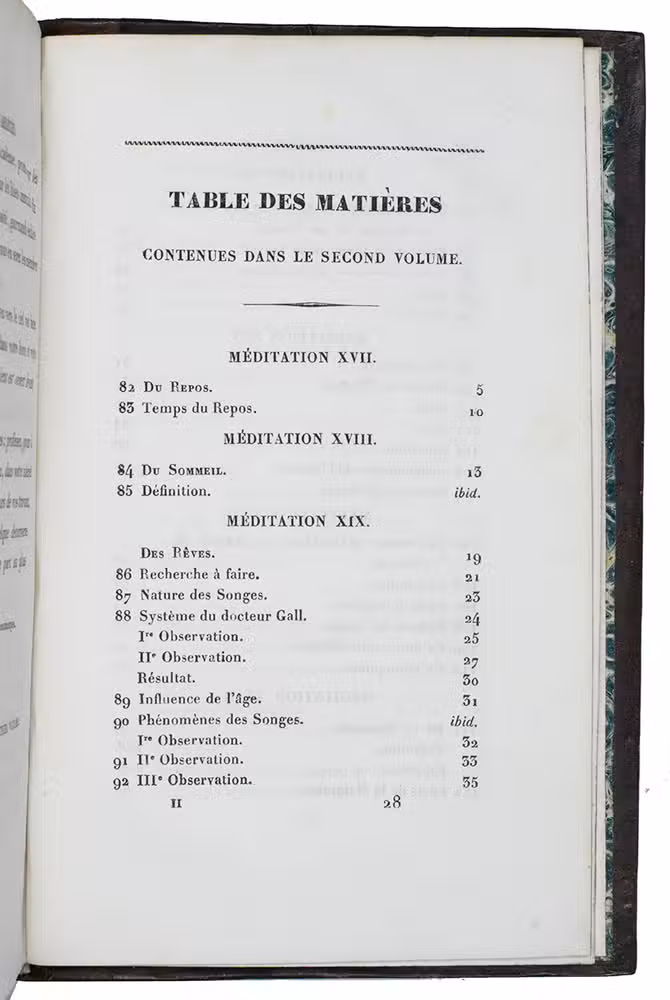 TABLE DES MATIÈRES
CONTENUES DANS LE SECOND VOLUME.
MÉDITATION XVII.
82 Du Repos. 5
83 Temps du Repos. 10
MÉDITATION XVIII.
84 Du Sommeil. 13
85 Définition. ibid.
MÉDITATION XIX.
Des Rêves. 19
86 Recherche à faire. 21
87 Nature des Songes. 23
88 Système du docteur Gall. 24
Ire Observation. 25
IIe Observation. 27
Résultat. 30
89 Influence de l'âge. 31
90 Phénomènes des Songes. ibid.
Ire Observation. 32
91 IIe Observation. 33
92 IIIe Observation. 35
II 28